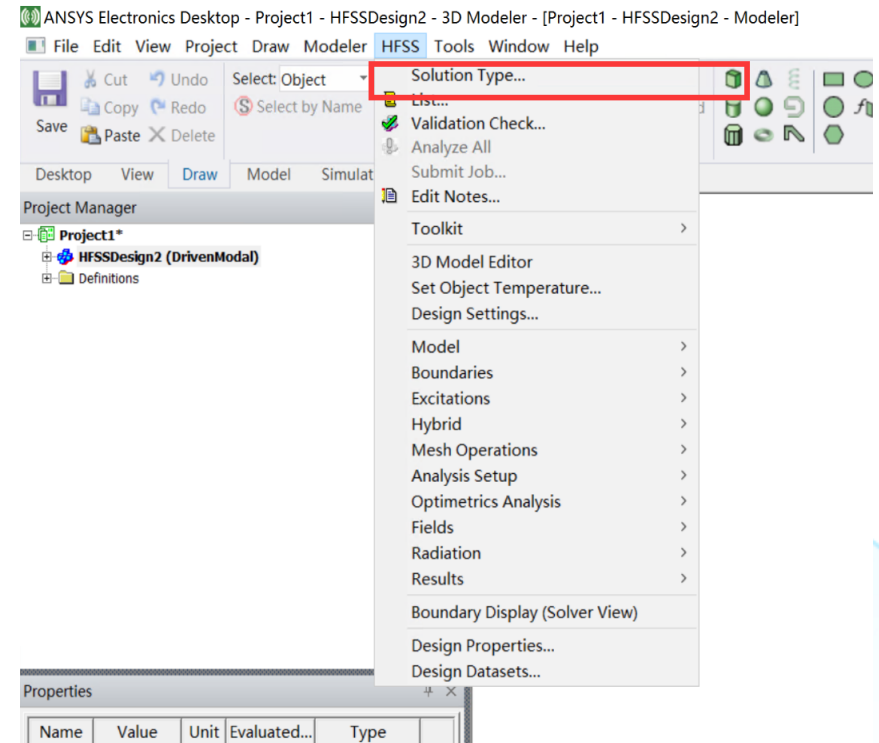 ANSYS Electronics Desktop - Project1 - HFSSDesign2 - 3D Modeler - [Project1 - HFSSDesign2 - Modeler]
File Edit View Project Draw Modeler HFSS Tools Window Help
Save
Cut Undo
Copy Redo
Paste Delete
Select: Object
Select by Name
Desktop View Draw Model Simulat
Project Manager
Project1*
HFSSDesign2 (DrivenModal)
Definitions
Solution Type...
List...
Validation Check...
Analyze All
Submit Job...
Edit Notes...
Toolkit
3D Model Editor
Set Object Temperature...
Design Settings...
Model
Boundaries
Excitations
Hybrid
Mesh Operations
Analysis Setup
Optimetrics Analysis
Fields
Radiation
Results
Boundary Display (Solver View)
Design Properties...
Design Datasets...
Properties
Name Value Unit Evaluated... Type